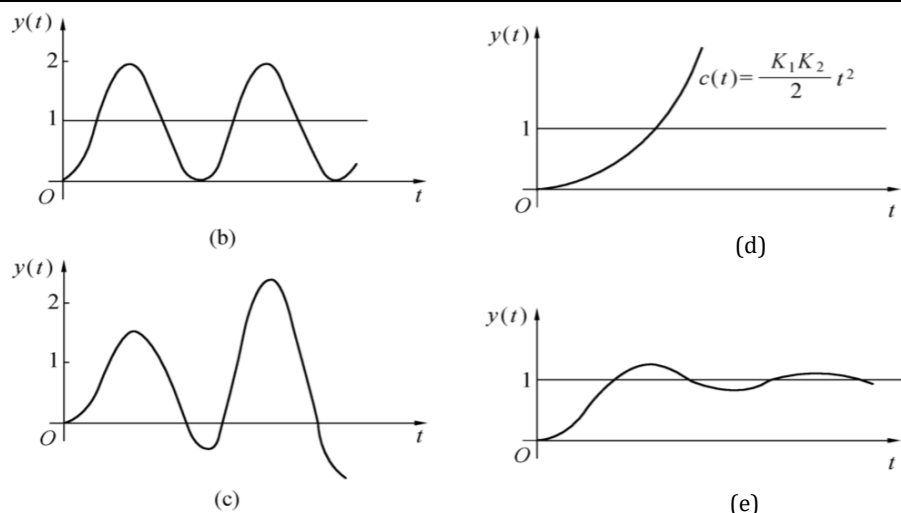 y(t)
2
1
O
t
(b)
y(t)
1
c(t)= K₁K₂/2 t²
O
t
(d)
y(t)
2
1
O
t
(c)
y(t)
1
O
t
(e)